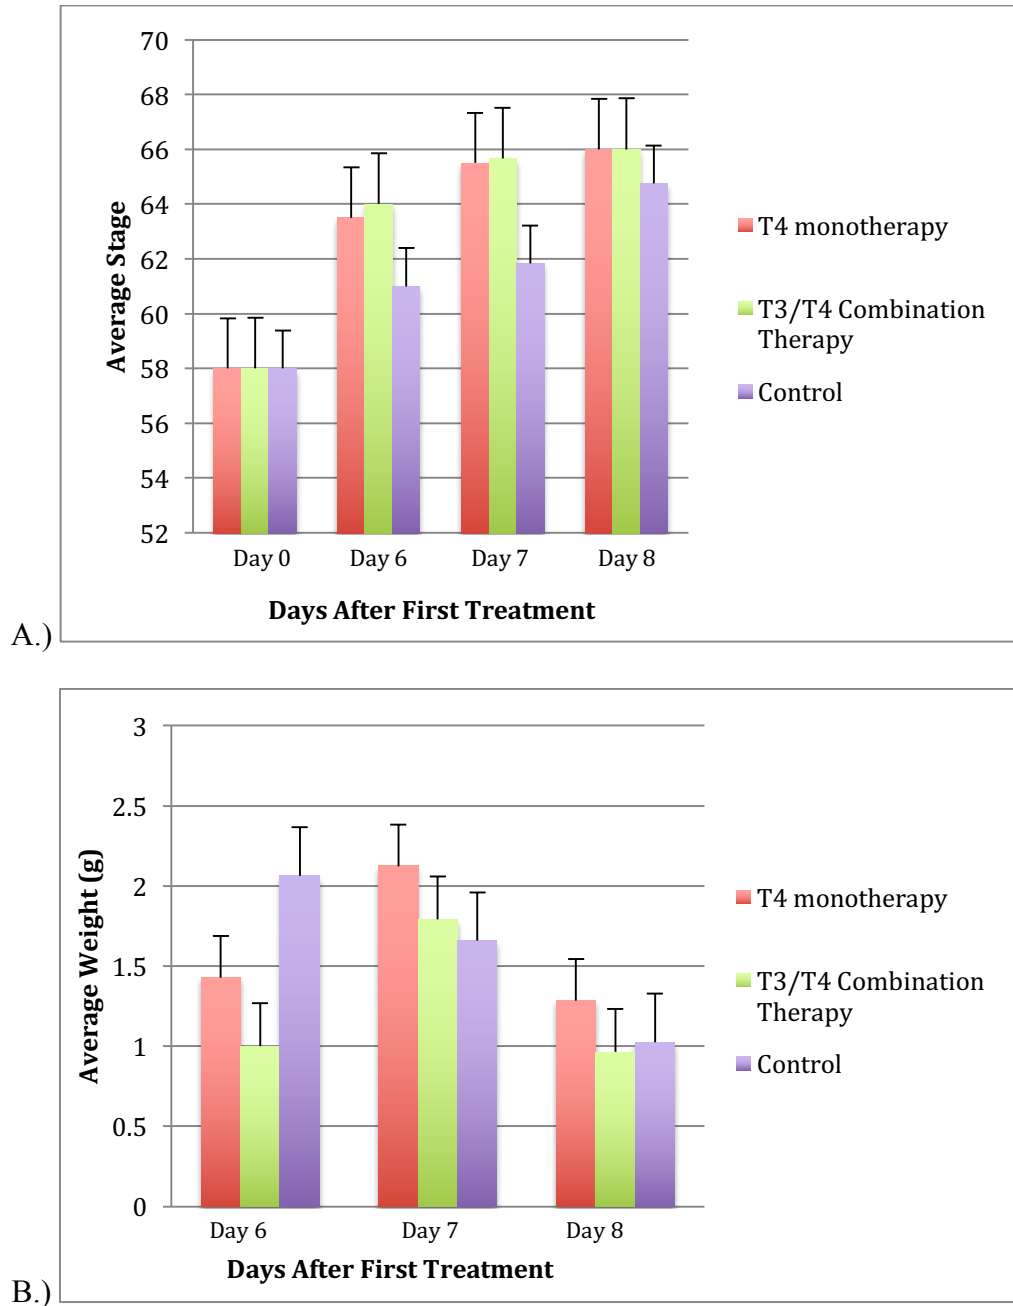 70
68
66
64
62
60
58
56
54
52
Average Stage
Day 0 Day 6 Day 7 Day 8
Days After First Treatment
T4 monotherapy
T3/T4 Combination
Therapy
Control
A.)
3
2.5
2
1.5
1
0.5
0
Average Weight (g)
Day 6 Day 7 Day 8
Days After First Treatment
T4 monotherapy
T3/T4 Combination
Therapy
Control
B.)